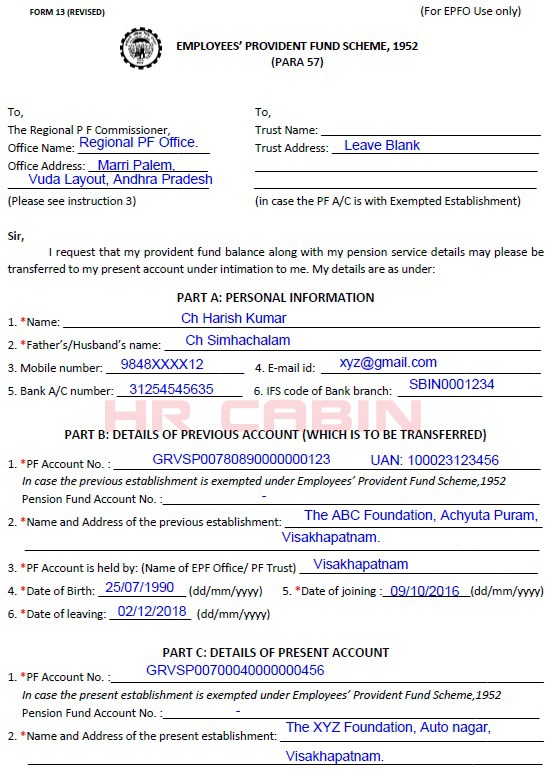 FORM 13 (REVISED) (For EPFO Use only)
EMPLOYEES' PROVIDENT FUND SCHEME, 1952
(PARA 57)
To,
The Regional P F Commissioner,
Office Name: Regional PF Office.
Office Address: Marri Palem,
Vuda Layout, Andhra Pradesh
(Please see instruction 3)
To,
Trust Name:
Trust Address: Leave Blank
(in case the PF A/C is with Exempted Establishment)
Sir,
I request that my provident fund balance along with my pension service details may please be
transferred to my present account under intimation to me. My details are as under:
PART A: PERSONAL INFORMATION
1. *Name: Ch Harish Kumar
2. *Father's/Husband's name: Ch Simhachalam
3. Mobile number: 9848XXXX12 4. E-mail id: xyz@gmail.com
5. Bank A/C number: 31254545635 6. IFS code of Bank branch: SBIN0001234
HR CABIN
PART B: DETAILS OF PREVIOUS ACCOUNT (WHICH IS TO BE TRANSFERRED)
1. *PF Account No. : GRVSP00780890000000123 UAN: 100023123456
In case the previous establishment is exempted under Employees' Provident Fund Scheme,1952
Pension Fund Account No. : -
2. *Name and Address of the previous establishment: The ABC Foundation, Achyuta Puram,
Visakhapatnam.
3. *PF Account is held by: (Name of EPF Office/ PF Trust) Visakhapatnam
4. *Date of Birth: 25/07/1990 (dd/mm/yyyy) 5. *Date of joining : 09/10/2016 (dd/mm/yyyy)
6. *Date of leaving: 02/12/2018 (dd/mm/yyyy)
PART C: DETAILS OF PRESENT ACCOUNT
1. *PF Account No. : GRVSP00700040000000456
In case the present establishment is exempted under Employees' Provident Fund Scheme,1952
Pension Fund Account No. : -
2. *Name and Address of the present establishment: The XYZ Foundation, Auto nagar,
Visakhapatnam.